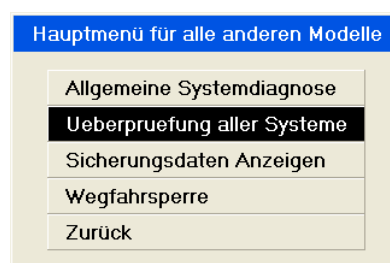 Hauptmenü für alle anderen Modelle
Allgemeine Systemdiagnose
Ueberpruefung aller Systeme
Sicherungsdaten Anzeigen
Wegfahrsperre
Zurück